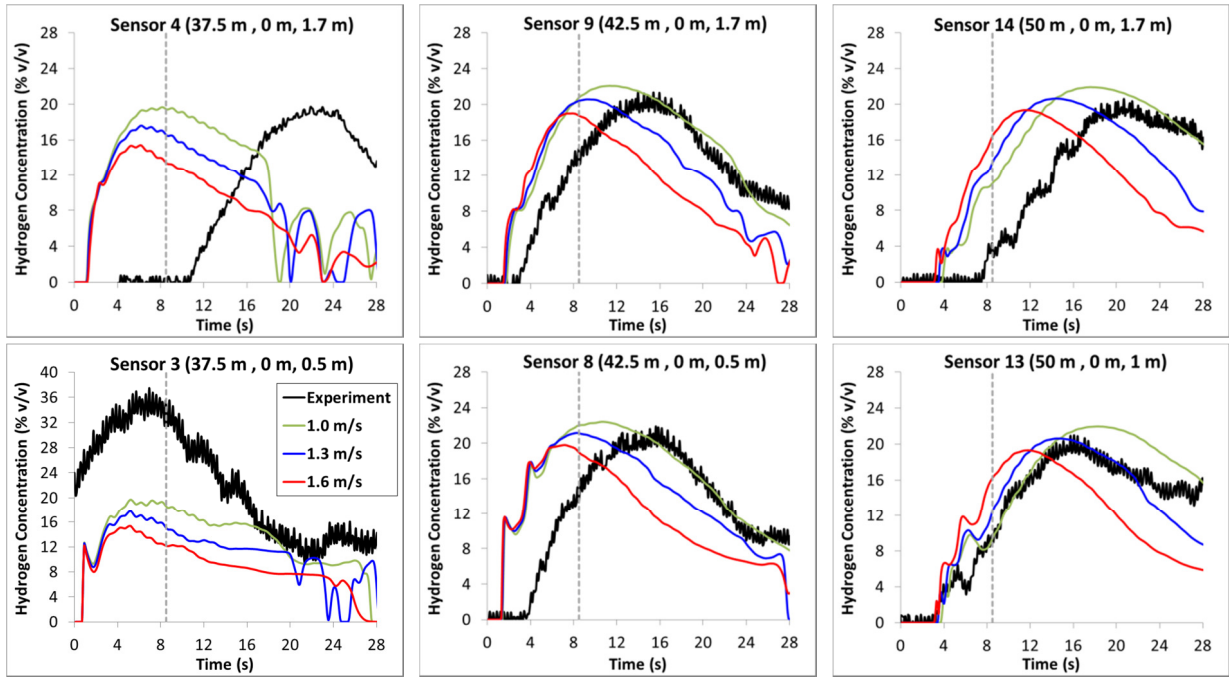 Sensor 4 (37.5 m , 0 m, 1.7 m)
Hydrogen Concentration (% v/v)
28
24
20
16
12
8
4
0
0 4 8 12 16 20 24 28
Time (s)
Sensor 9 (42.5 m , 0 m, 1.7 m)
Hydrogen Concentration (% v/v)
28
24
20
16
12
8
4
0
0 4 8 12 16 20 24 28
Time (s)
Sensor 14 (50 m , 0 m, 1.7 m)
Hydrogen Concentration (% v/v)
28
24
20
16
12
8
4
0
0 4 8 12 16 20 24 28
Time (s)
Sensor 3 (37.5 m , 0 m, 0.5 m)
Hydrogen Concentration (% v/v)
40
36
32
28
24
20
16
12
8
4
0
Experiment
1.0 m/s
1.3 m/s
1.6 m/s
0 4 8 12 16 20 24 28
Time (s)
Sensor 8 (42.5 m , 0 m, 0.5 m)
Hydrogen Concentration (% v/v)
28
24
20
16
12
8
4
0
0 4 8 12 16 20 24 28
Time (s)
Sensor 13 (50 m , 0 m, 1 m)
Hydrogen Concentration (% v/v)
28
24
20
16
12
8
4
0
0 4 8 12 16 20 24 28
Time (s)